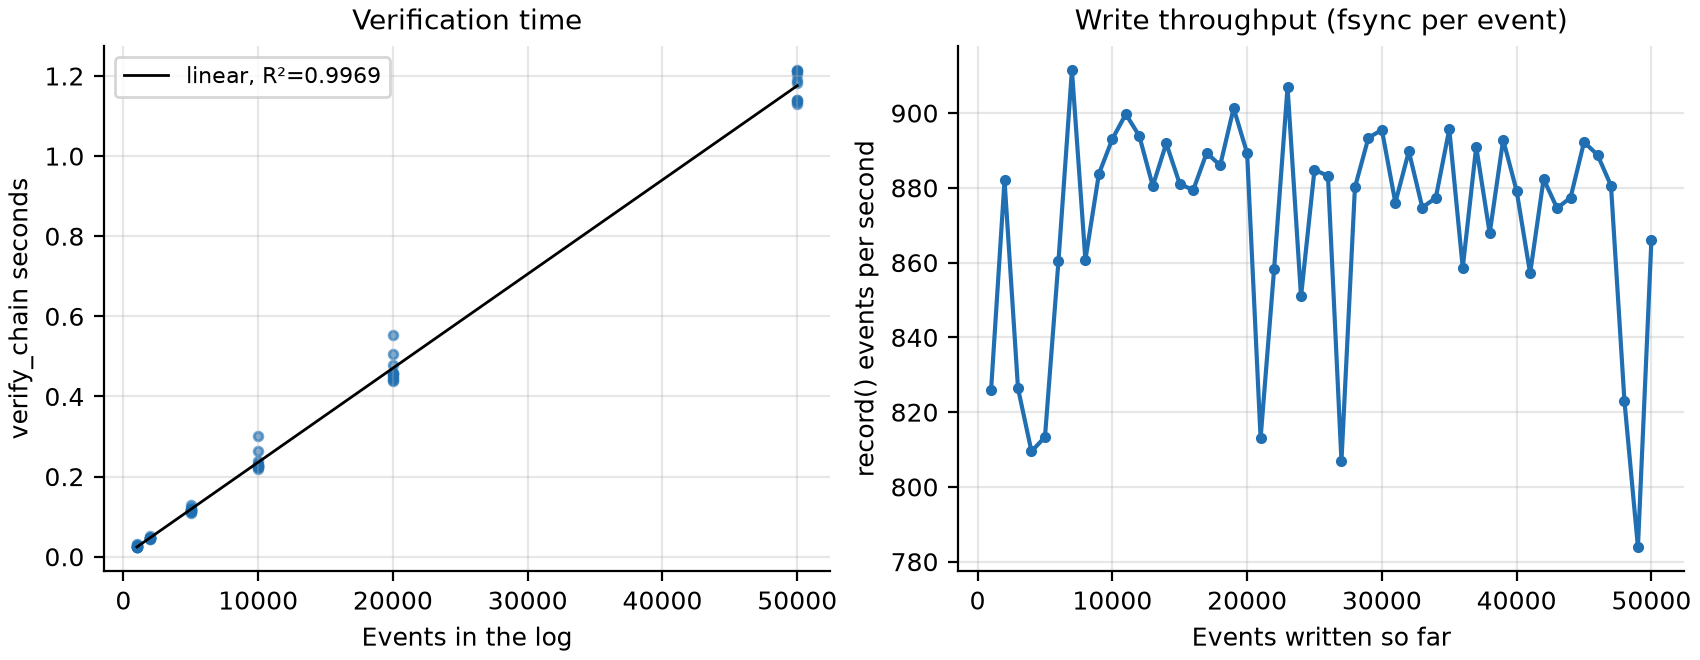 Verification time
linear, R²=0.9969
verify_chain seconds
1.2
1.0
0.8
0.6
0.4
0.2
0.0
0 10000 20000 30000 40000 50000
Events in the log
Write throughput (fsync per event)
record() events per second
900
880
860
840
820
800
780
0 10000 20000 30000 40000 50000
Events written so far